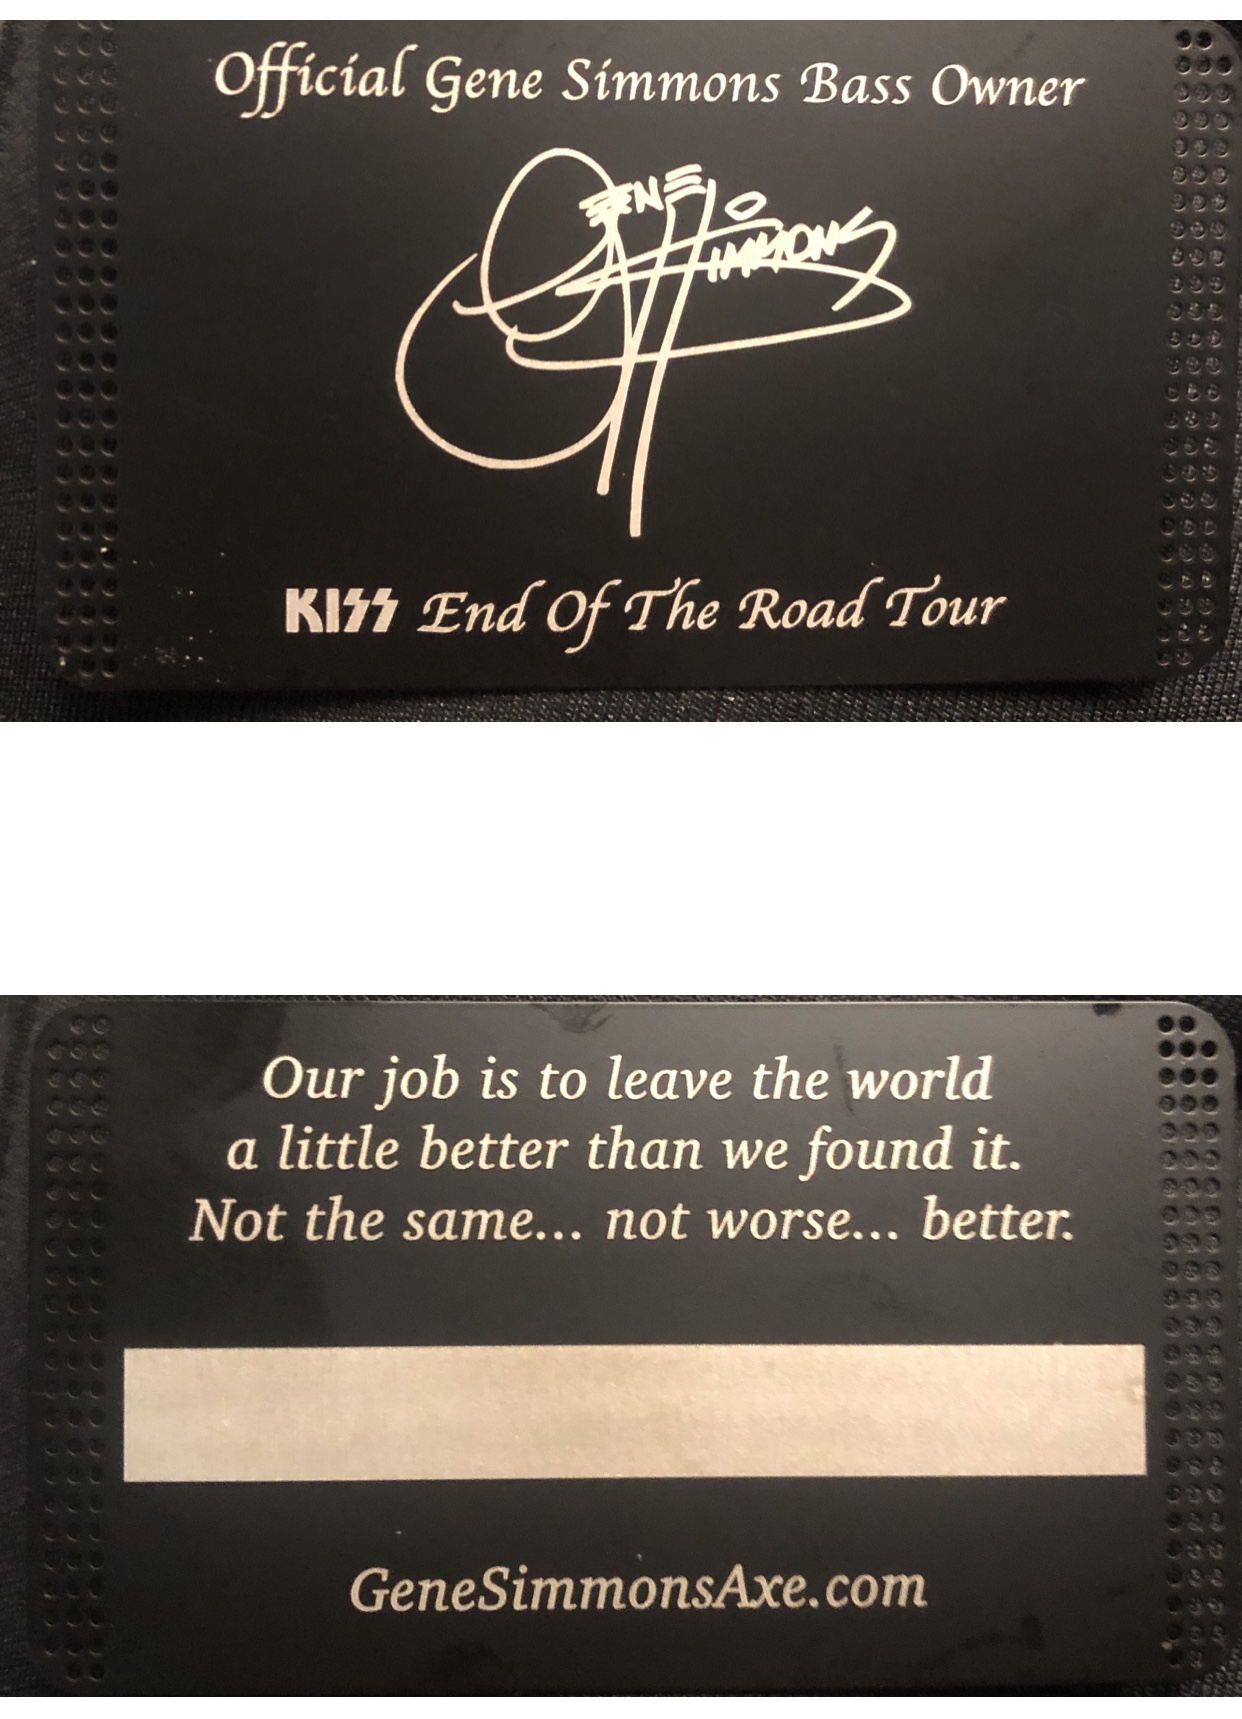 Official Gene Simmons Bass Owner
GENE SIMMONS
KISS End Of The Road Tour
Our job is to leave the world
a little better than we found it.
Not the same... not worse... better.
GeneSimmonsAxe.com